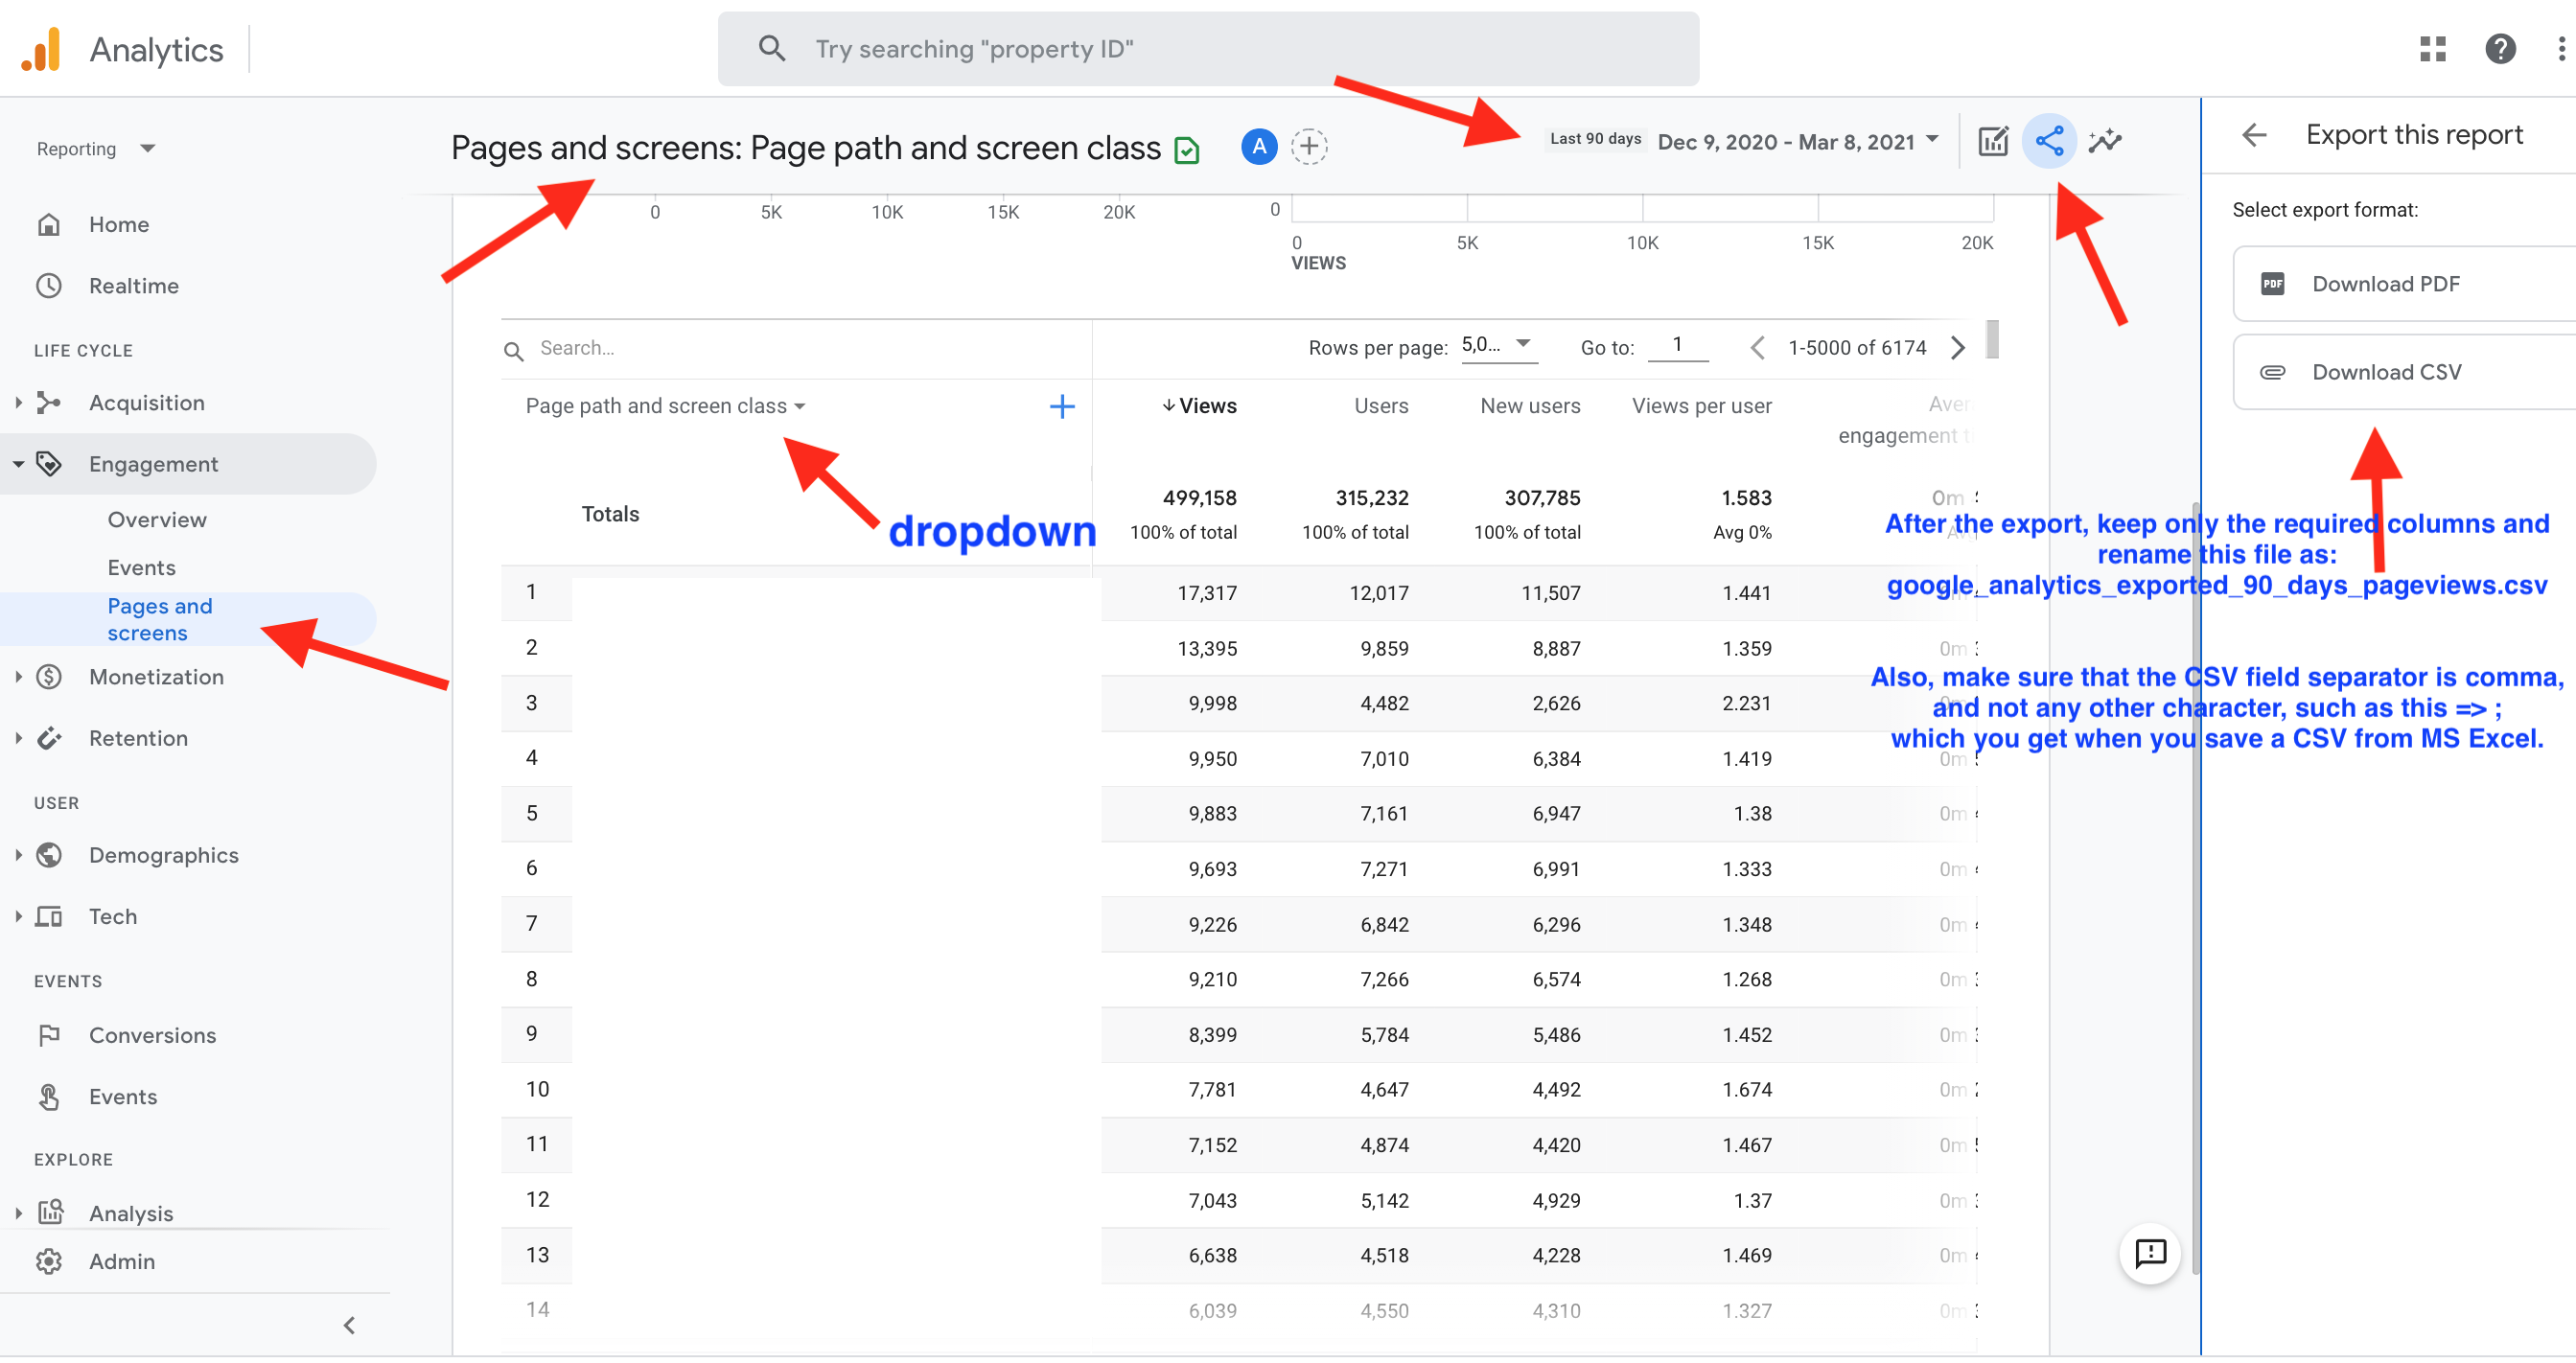 Analytics
Try searching "property ID"
Reporting
Home
Realtime
LIFE CYCLE
Acquisition
Engagement
Overview
Events
Pages and
screens
Monetization
Retention
USER
Demographics
Tech
EVENTS
Conversions
Events
EXPLORE
Analysis
Admin
Pages and screens: Page path and screen class
A
Last 90 days Dec 9, 2020 - Mar 8, 2021
0 5K 10K 15K 20K
0
0 5K 10K 15K 20K
VIEWS
Search...
Rows per page: 5,0... Go to: 1 1-5000 of 6174
Page path and screen class
Views Users New users Views per user
engagement
dropdown
Totals
499,158 315,232 307,785 1.583 0m
100% of total 100% of total 100% of total Avg 0%
1 17,317 12,017 11,507 1.441
2 13,395 9,859 8,887 1.359 0m
3 9,998 4,482 2,626 2.231 0m
4 9,950 7,010 6,384 1.419 0m
5 9,883 7,161 6,947 1.38 0m
6 9,693 7,271 6,991 1.333 0m
7 9,226 6,842 6,296 1.348 0m
8 9,210 7,266 6,574 1.268 0m
9 8,399 5,784 5,486 1.452 0m
10 7,781 4,647 4,492 1.674 0m
11 7,152 4,874 4,420 1.467 0m
12 7,043 5,142 4,929 1.37 0m
13 6,638 4,518 4,228 1.469 0m
14 6,039 4,550 4,310 1.327 0m
Export this report
Select export format:
PDF Download PDF
Download CSV
After the export, keep only the required columns and
rename this file as:
google_analytics_exported_90_days_pageviews.csv
Also, make sure that the CSV field separator is comma,
and not any other character, such as this => ;
which you get when you save a CSV from MS Excel.